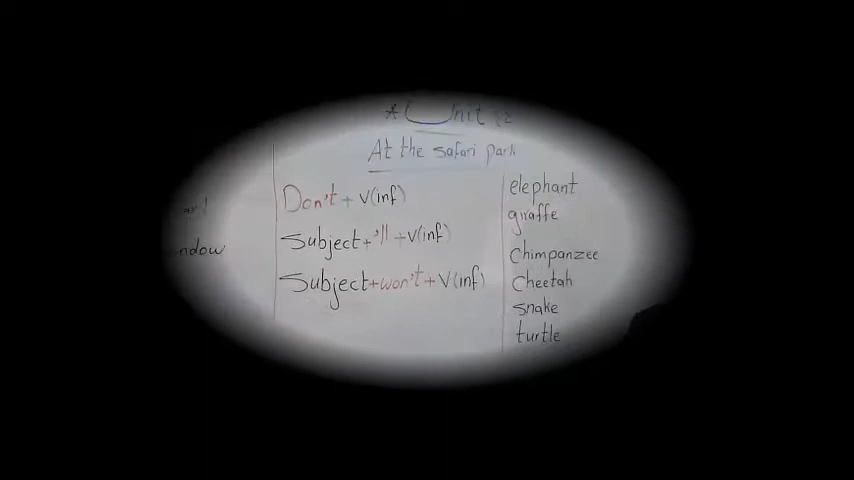 * Unit
At the safari park
ndow
Don't + V(inf)
Subject+'ll +V(inf)
Subject+won't+V(inf)
elephant
giraffe
Chimpanzee
Cheetah
snake
turtle